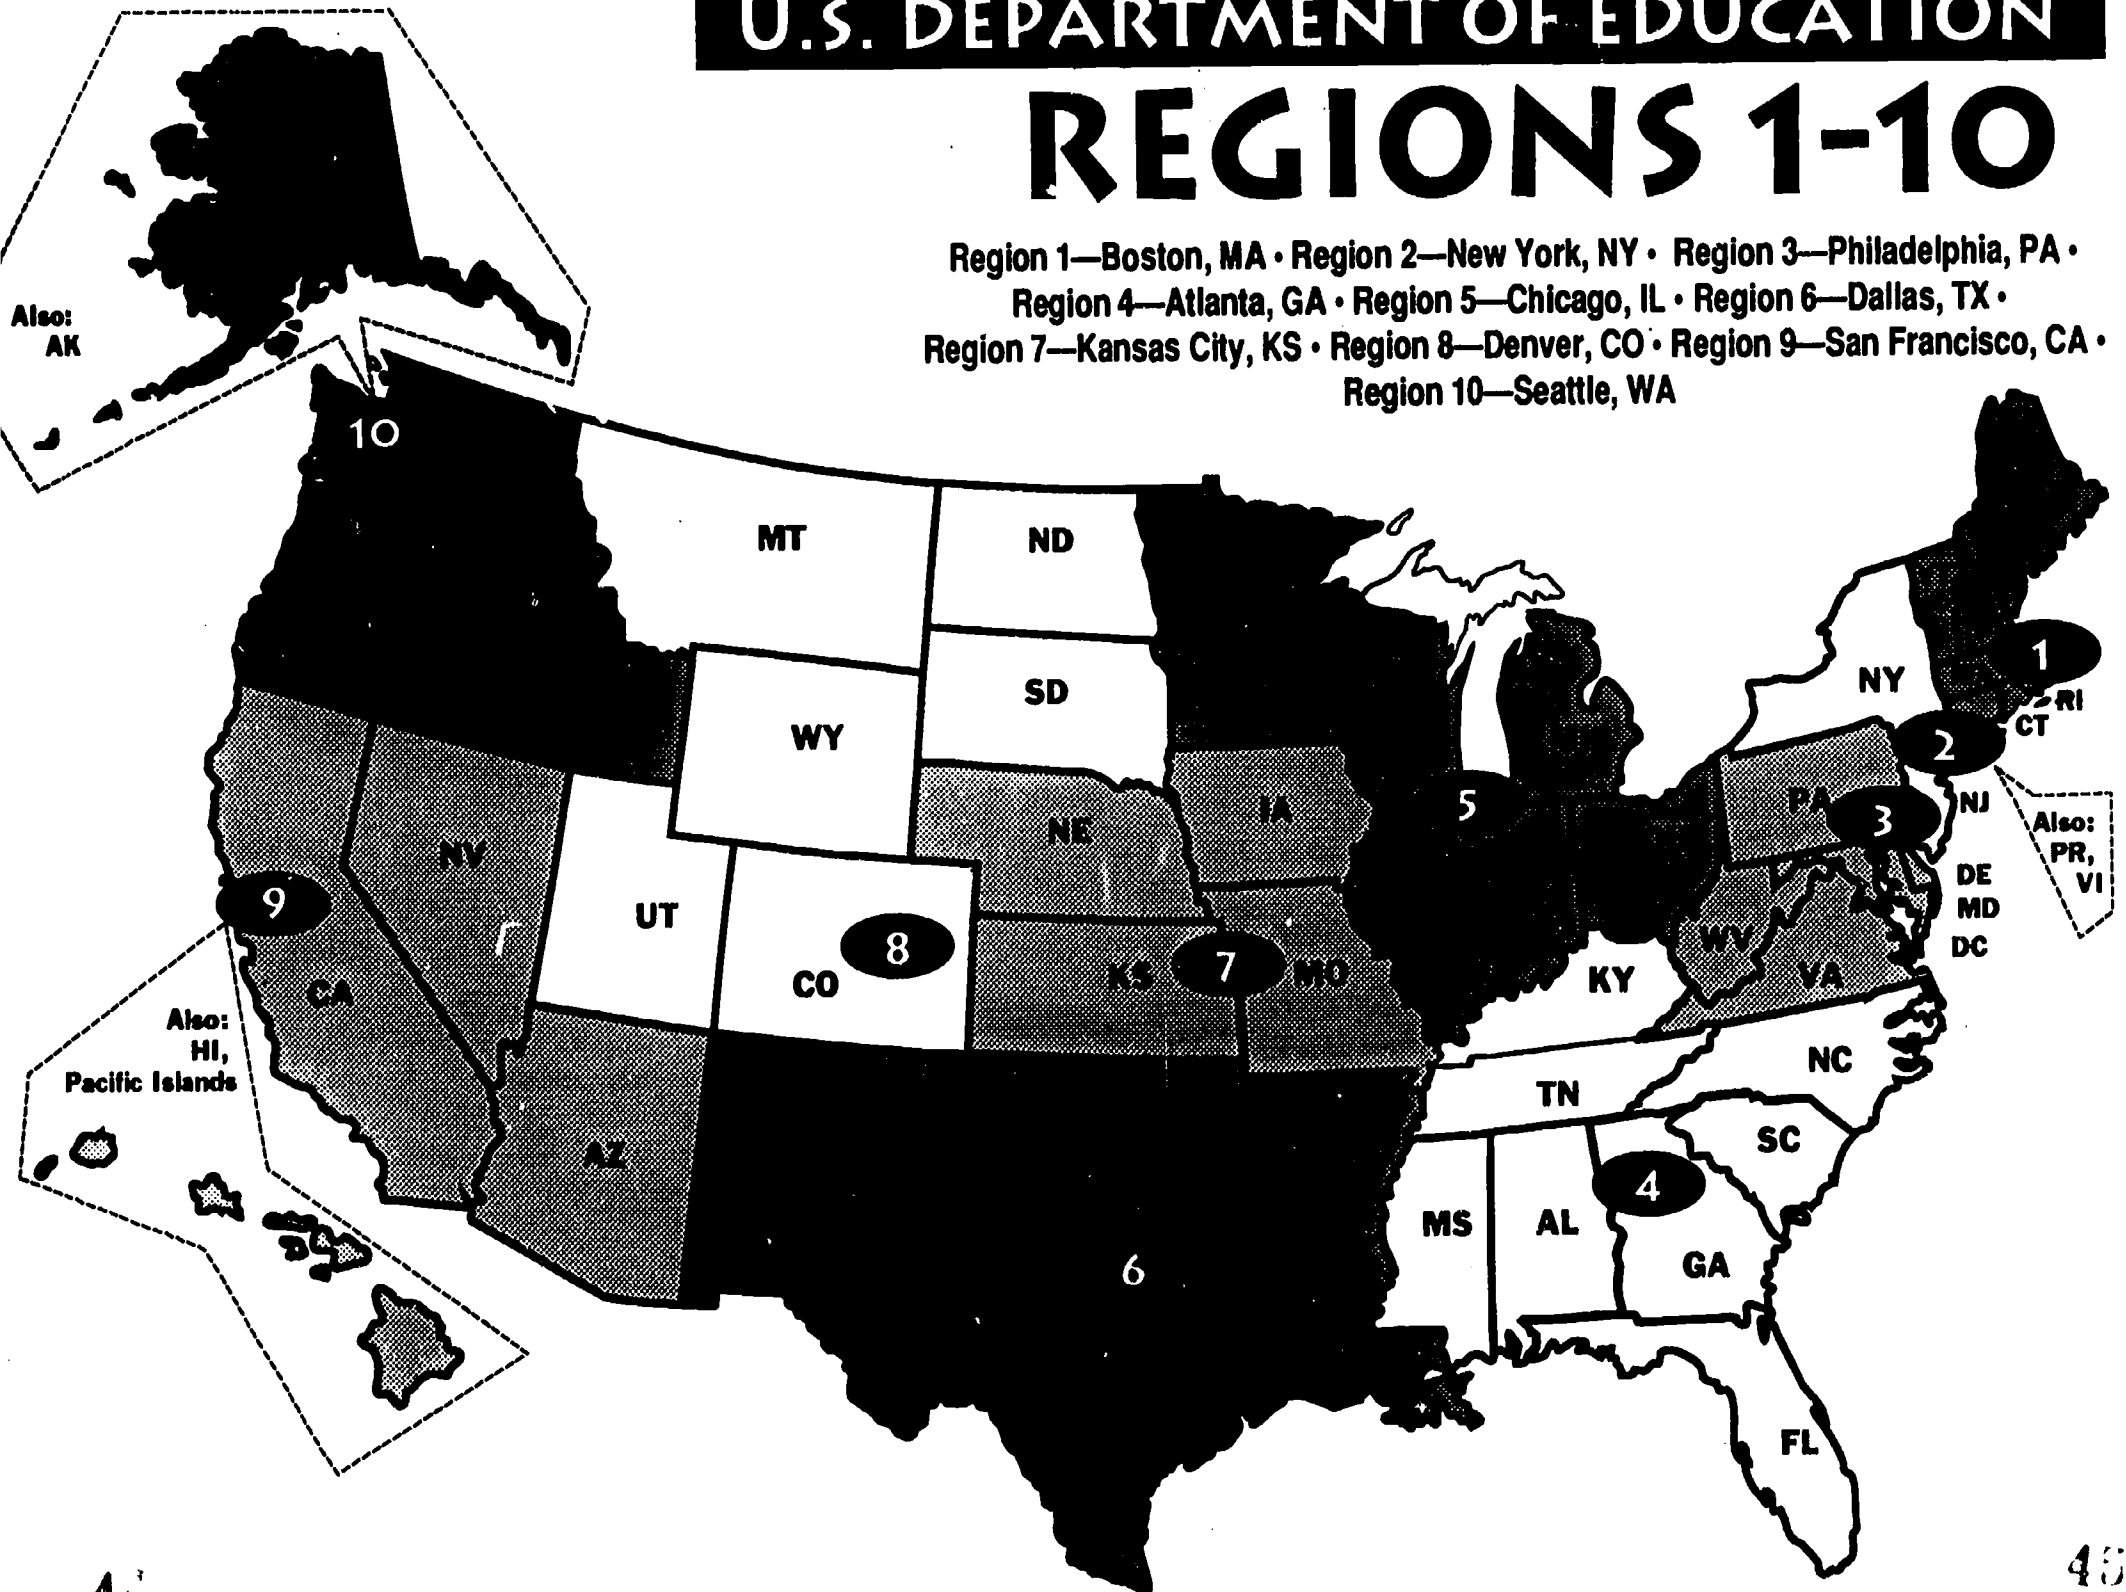 U.S. DEPARTMENT OF EDUCATION
REGIONS 1-10
Region 1—Boston, MA • Region 2—New York, NY • Region 3—Philadelphia, PA •
Region 4—Atlanta, GA • Region 5—Chicago, IL • Region 6—Dallas, TX •
Region 7—Kansas City, KS • Region 8—Denver, CO • Region 9—San Francisco, CA •
Region 10—Seattle, WA
Also:
AK
10
MT
ND
SD
WY
NY
1
RI
CT
2
NJ
Also:
PR,
VI
PA
3
DE
MD
DC
5
IA
NE
NV
UT
CO
8
KS
7
MO
KY
WV
VA
9
CA
Also:
HI,
Pacific Islands
NC
TN
SC
AZ
4
MS
AL
GA
6
FL